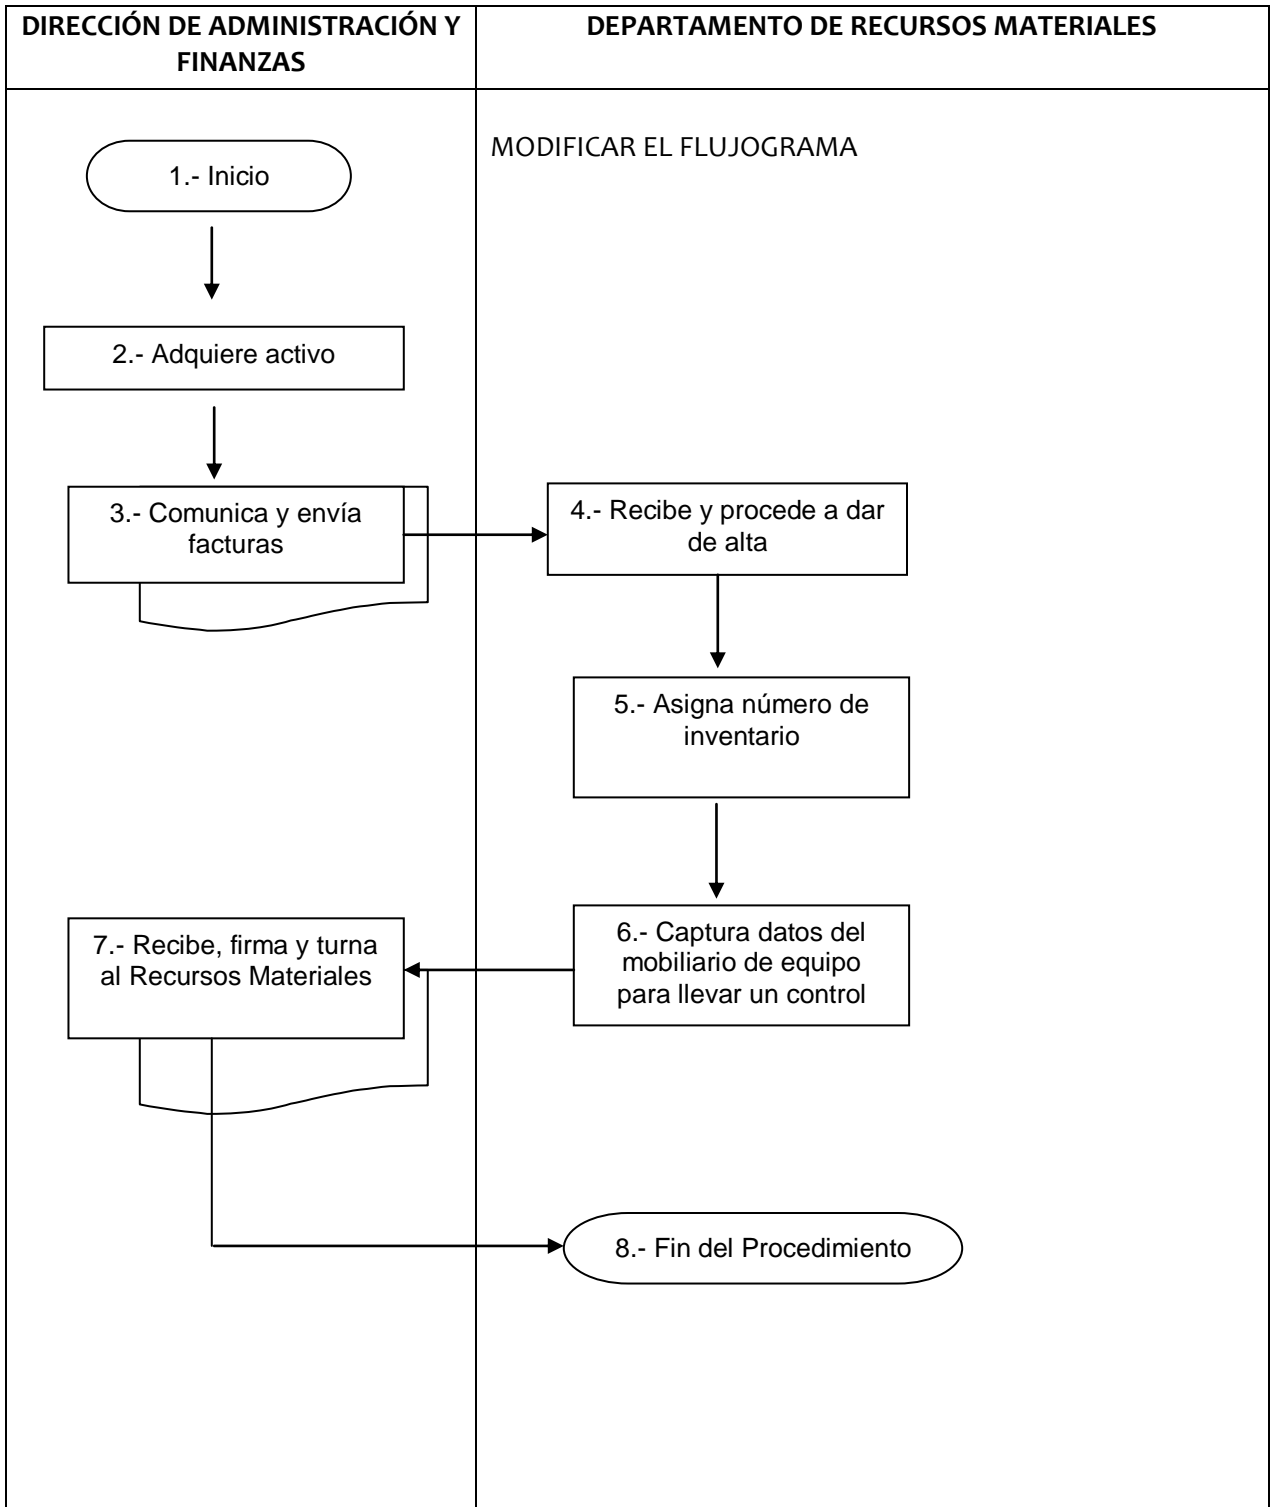 DIRECCIÓN DE ADMINISTRACIÓN Y
FINANZAS
DEPARTAMENTO DE RECURSOS MATERIALES
MODIFICAR EL FLUJOGRAMA
1.- Inicio
2.- Adquiere activo
3.- Comunica y envía
facturas
4.- Recibe y procede a dar
de alta
5.- Asigna número de
inventario
6.- Captura datos del
mobiliario de equipo
para llevar un control
7.- Recibe, firma y turna
al Recursos Materiales
8.- Fin del Procedimiento